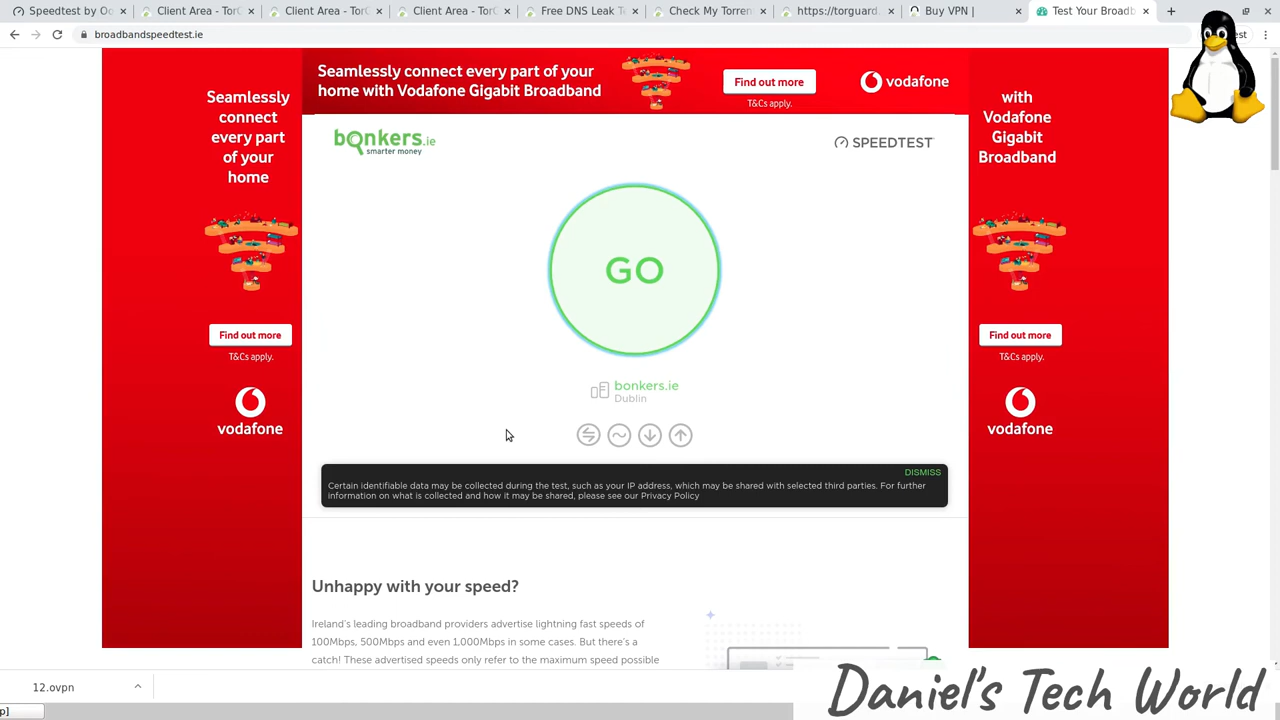 Speedtest by Oo
Client Area - TorG
Client Area - TorG
Client Area - TorG
Free DNS Leak Te
Check My Torren
https://torguard.
Buy VPN |
Test Your Broadb
broadbandspeedtest.ie
Seamlessly connect every part of your
home with Vodafone Gigabit Broadband
Find out more
T&Cs apply.
vodafone
Seamlessly
connect
every part
of your
home
Find out more
T&Cs apply.
vodafone
with
Vodafone
Gigabit
Broadband
Find out more
T&Cs apply.
vodafone
bonkers.ie
smarter money
SPEEDTEST
GO
bonkers.ie
Dublin
DISMISS
Certain identifiable data may be collected during the test, such as your IP address, which may be shared with selected third parties. For further
information on what is collected and how it may be shared, please see our Privacy Policy
Unhappy with your speed?
Ireland's leading broadband providers advertise lightning fast speeds of
100Mbps, 500Mbps and even 1,000Mbps in some cases. But there's a
catch! These advertised speeds only refer to the maximum speed possible
12.ovpn
p]
Daniel's Tech World